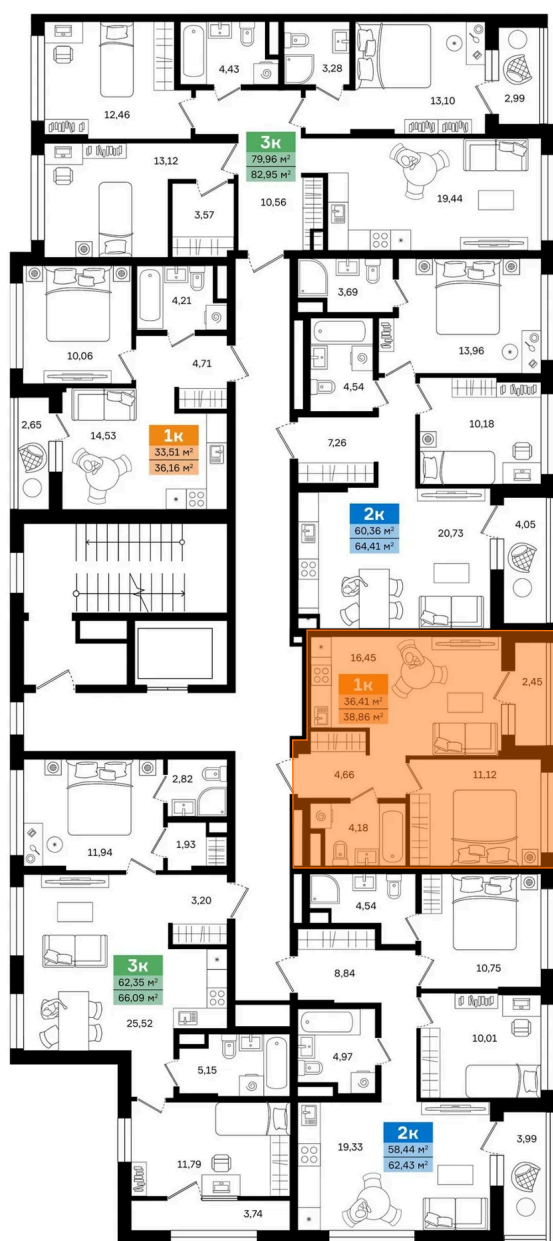 4,43
3,28
12,46
13,10
2,99
3к
79,96 м²
82,95 м²
13,12
3,57
10,56
19,44
4,21
3,69
10,06
4,71
4,54
13,96
2,65
14,53
1к
33,51 м²
36,16 м²
7,26
10,18
2к
60,36 м²
64,41 м²
20,73
4,05
16,45
1к
36,41 м²
38,86 м²
2,45
2,82
4,66
11,12
11,94
1,93
4,18
3,20
4,54
3к
62,35 м²
66,09 м²
8,84
10,75
25,52
5,15
4,97
10,01
11,79
19,33
2к
58,44 м²
62,43 м²
3,99
3,74